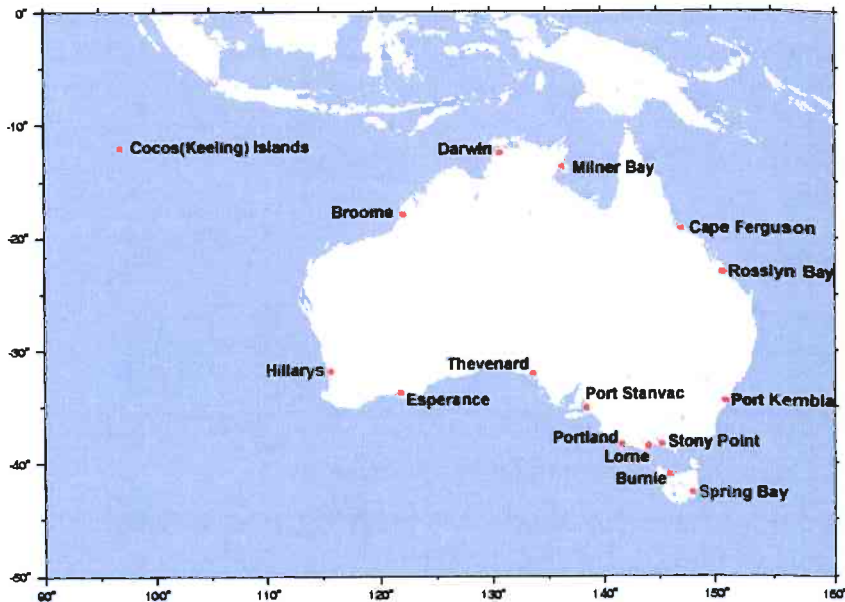 0°
-10°
Cocos(Keeling) Islands
Darwin
Milner Bay
Broome
-20°
Cape Ferguson
Rosslyn Bay
-30°
Hillarys
Thevenard
Esperance
Port Stanvac
Port Kembla
Portland
Stony Point
Lorne
-40°
Burnie
Spring Bay
-50°
90° 100° 110° 120° 130° 140° 150° 160°